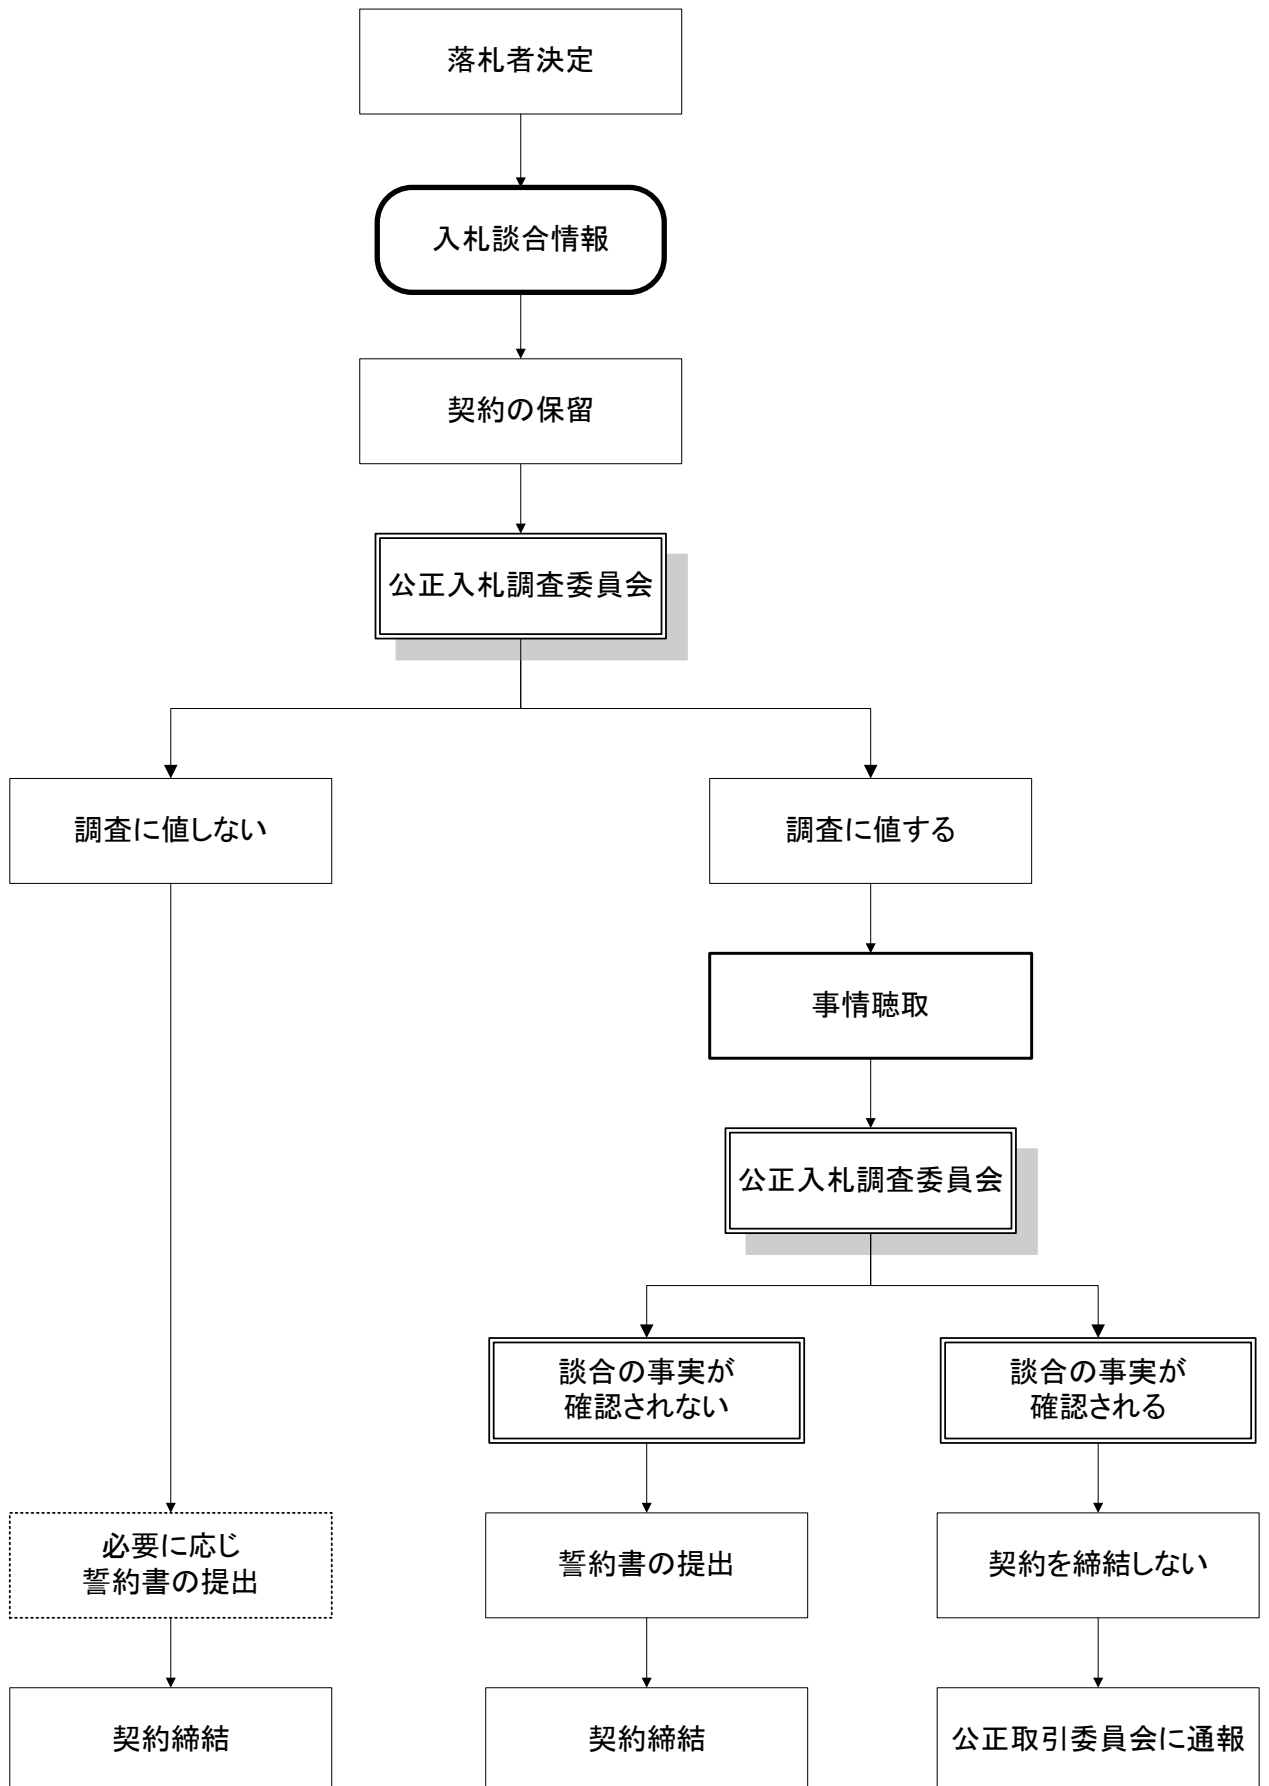 落札者決定
入札談合情報
契約の保留
公正入札調査委員会
調査に値しない
調査に値する
事情聴取
公正入札調査委員会
談合の事実が
確認されない
談合の事実が
確認される
必要に応じ
誓約書の提出
誓約書の提出
契約を締結しない
契約締結
契約締結
公正取引委員会に通報